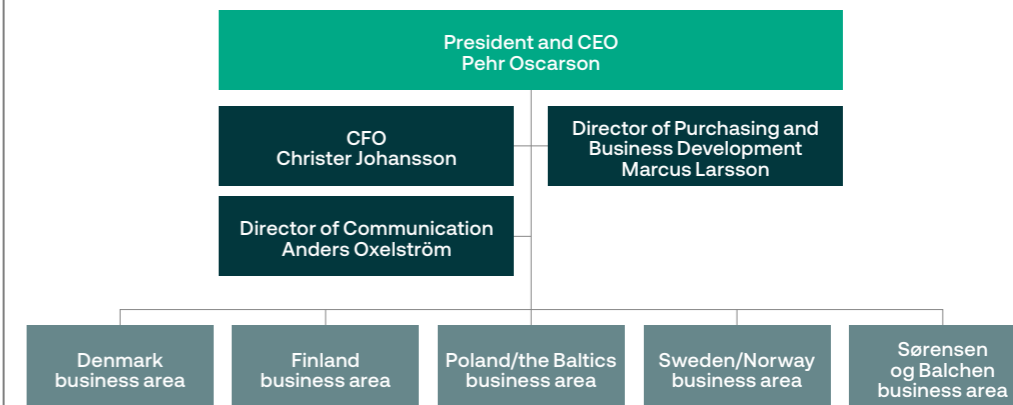 President and CEO
Pehr Oscarson
CFO
Christer Johansson
Director of Purchasing and
Business Development
Marcus Larsson
Director of Communication
Anders Oxelström
Denmark
business area
Finland
business area
Poland/the Baltics
business area
Sweden/Norway
business area
Sørensen
og Balchen
business area